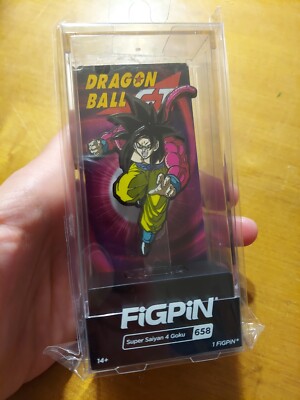 DRAGON
BALL GT
FiGPiN®
Super Saiyan 4 Goku 658
14+ 1 FIGPIN®